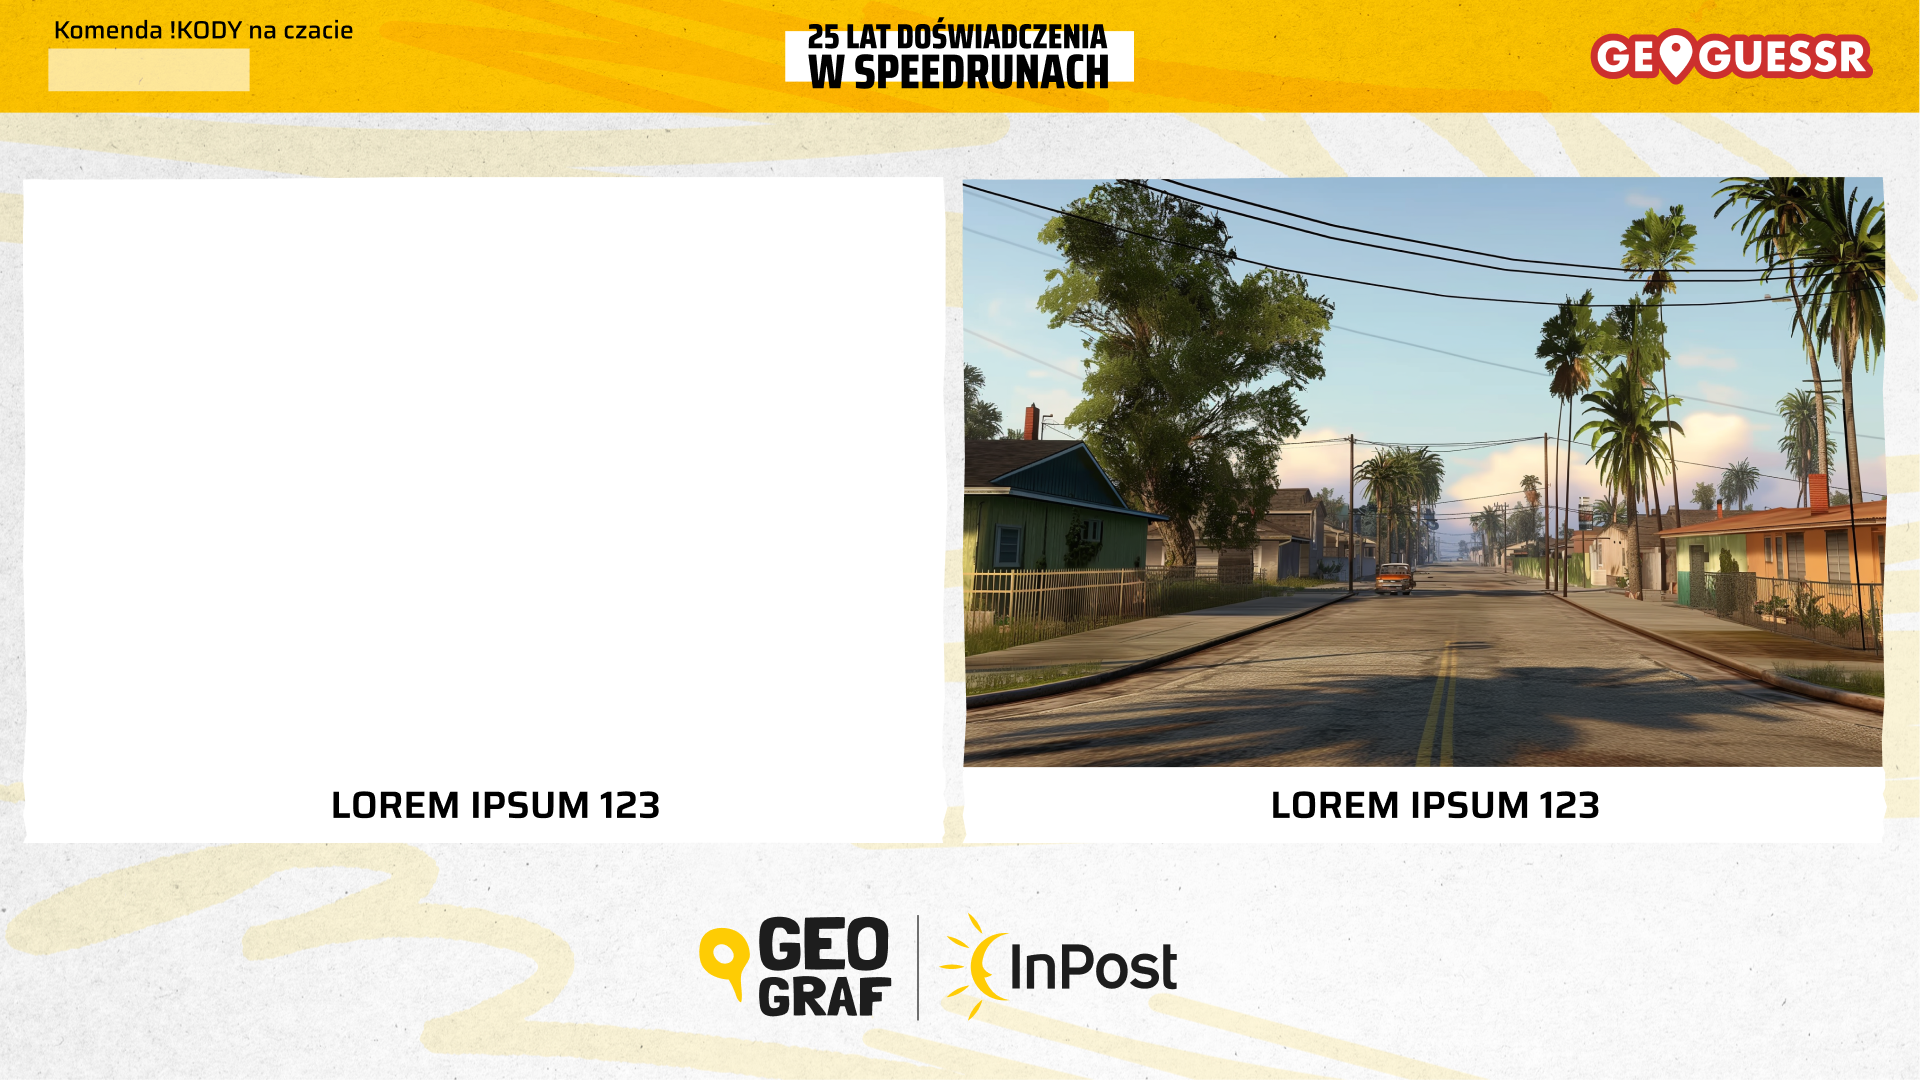 Komenda !KODY na czacie
25 LAT DOŚWIADCZENIA
W SPEEDRUNACH
GEOGUESSR
LOREM IPSUM 123
LOREM IPSUM 123
GEO
GRAF
InPost